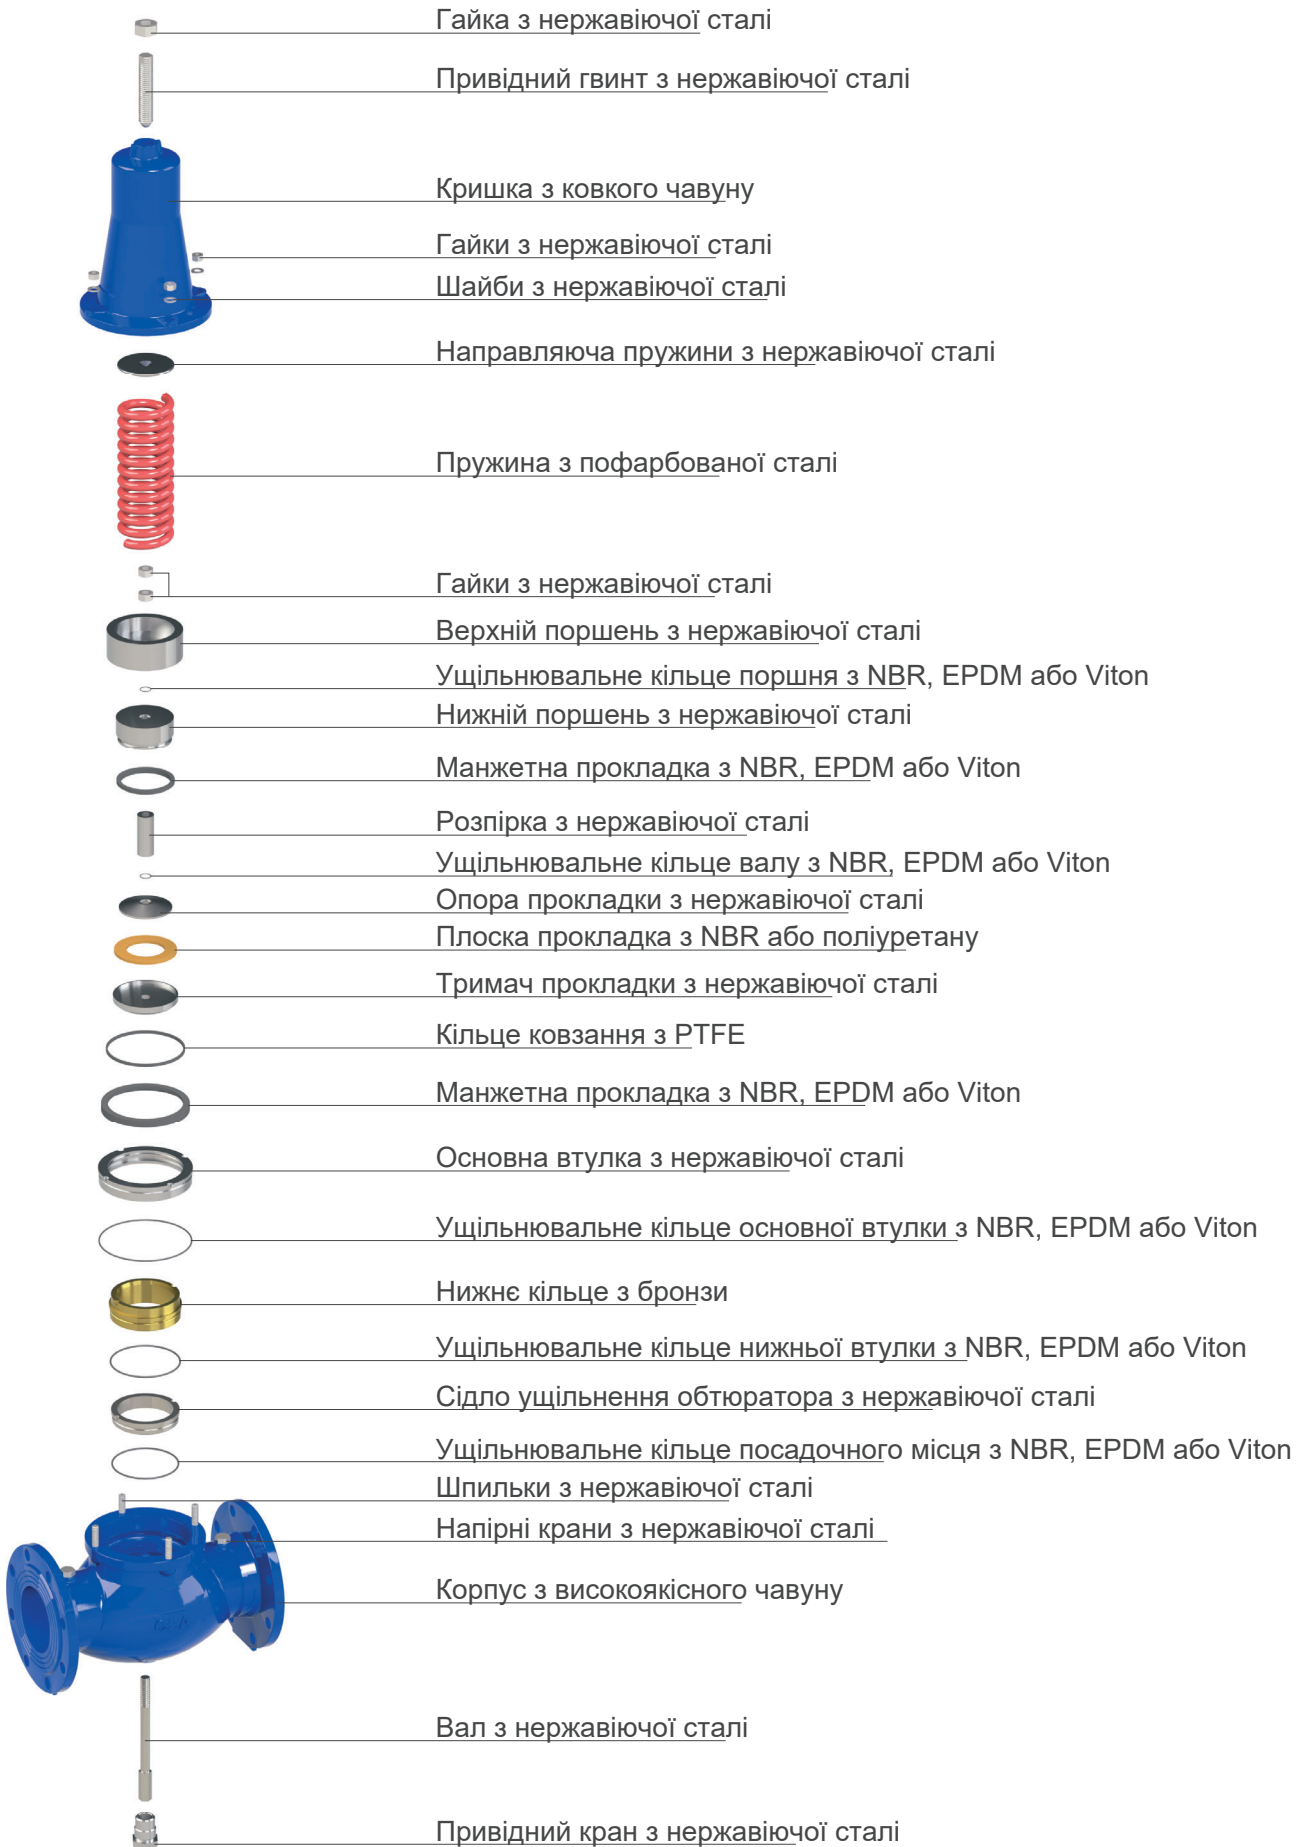 Гайка з нержавіючої сталі
Привідний гвинт з нержавіючої сталі
Кришка з ковкого чавуну
Гайки з нержавіючої сталі
Шайби з нержавіючої сталі
Направляюча пружини з нержавіючої сталі
Пружина з пофарбованої сталі
Гайки з нержавіючої сталі
Верхній поршень з нержавіючої сталі
Ущільнювальне кільце поршня з NBR, EPDM або Viton
Нижній поршень з нержавіючої сталі
Манжетна прокладка з NBR, EPDM або Viton
Розпірка з нержавіючої сталі
Ущільнювальне кільце валу з NBR, EPDM або Viton
Опора прокладки з нержавіючої сталі
Плоска прокладка з NBR або поліуретану
Тримач прокладки з нержавіючої сталі
Кільце ковзання з PTFE
Манжетна прокладка з NBR, EPDM або Viton
Основна втулка з нержавіючої сталі
Ущільнювальне кільце основної втулки з NBR, EPDM або Viton
Нижнє кільце з бронзи
Ущільнювальне кільце нижньої втулки з NBR, EPDM або Viton
Сідло ущільнення обтюратора з нержавіючої сталі
Ущільнювальне кільце посадочного місця з NBR, EPDM або Viton
Шпильки з нержавіючої сталі
Напірні крани з нержавіючої сталі
Корпус з високоякісного чавуну
Вал з нержавіючої сталі
Привідний кран з нержавіючої сталі